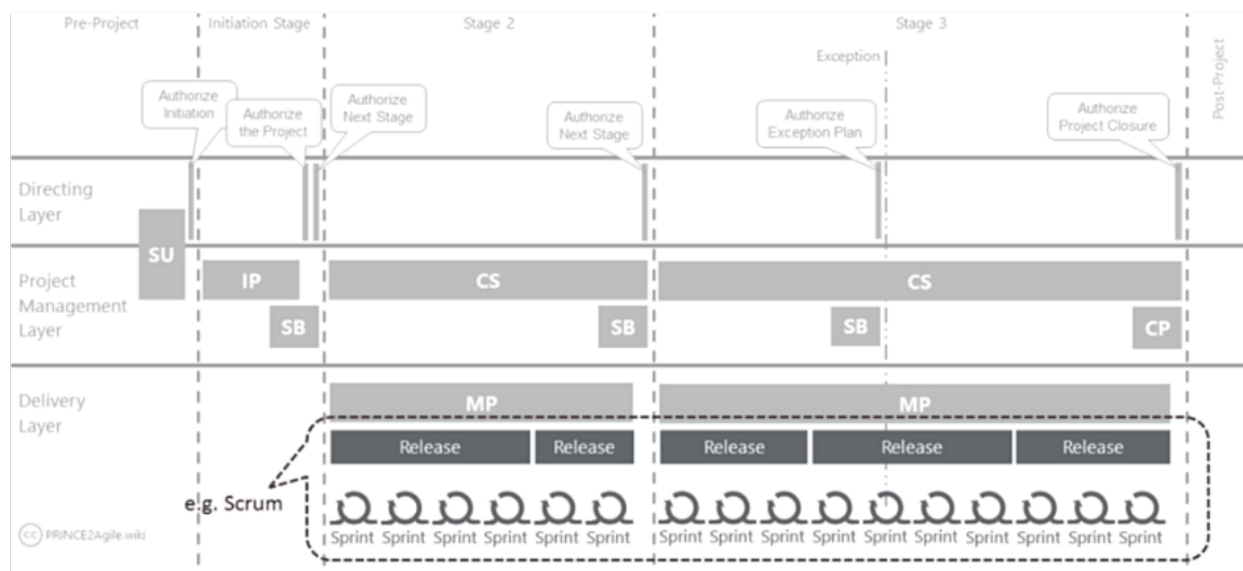 Pre-Project
Initiation Stage
Stage 2
Stage 3
Post-Project
Exception
Authorize
Initiation
Authorize
the Project
Authorize
Next Stage
Authorize
Next Stage
Authorize
Exception Plan
Authorize
Project Closure
Directing
Layer
SU
Project
Management
Layer
IP
CS
CS
SB
SB
SB
CP
Delivery
Layer
MP
MP
Release
Release
Release
Release
Release
e.g. Scrum
Sprint Sprint Sprint Sprint Sprint Sprint
Sprint Sprint Sprint Sprint Sprint Sprint Sprint Sprint Sprint Sprint
cc PRINCE2Agile.wiki